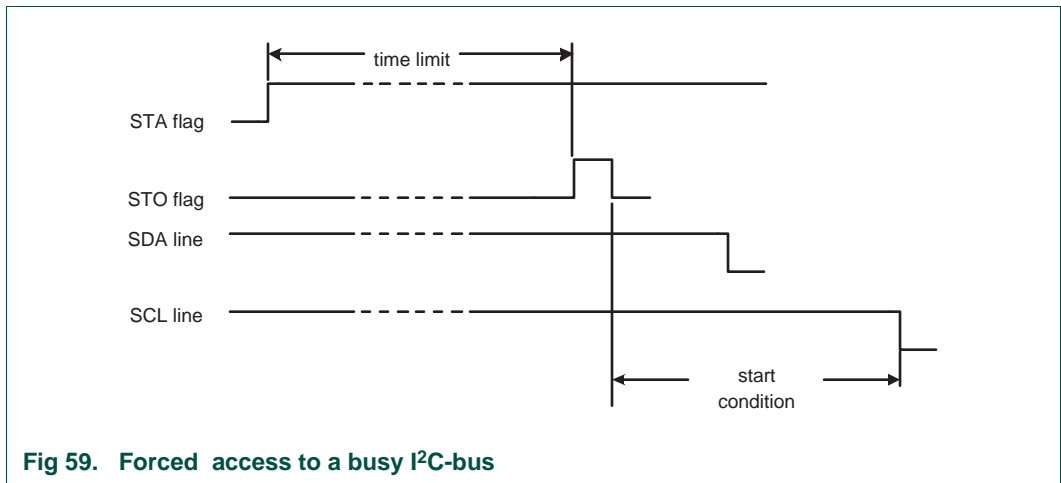 time limit
STA flag
STO flag
SDA line
SCL line
start
condition
Fig 59. Forced access to a busy I2C-bus